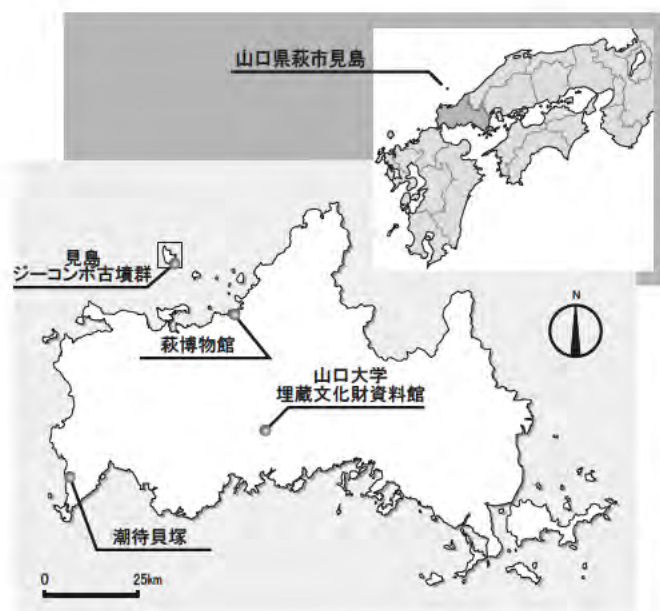 山口県萩市見島
見島
ジーコンボ古墳群
萩博物館
山口大学
埋蔵文化財資料館
N
潮待貝塚
0
25km